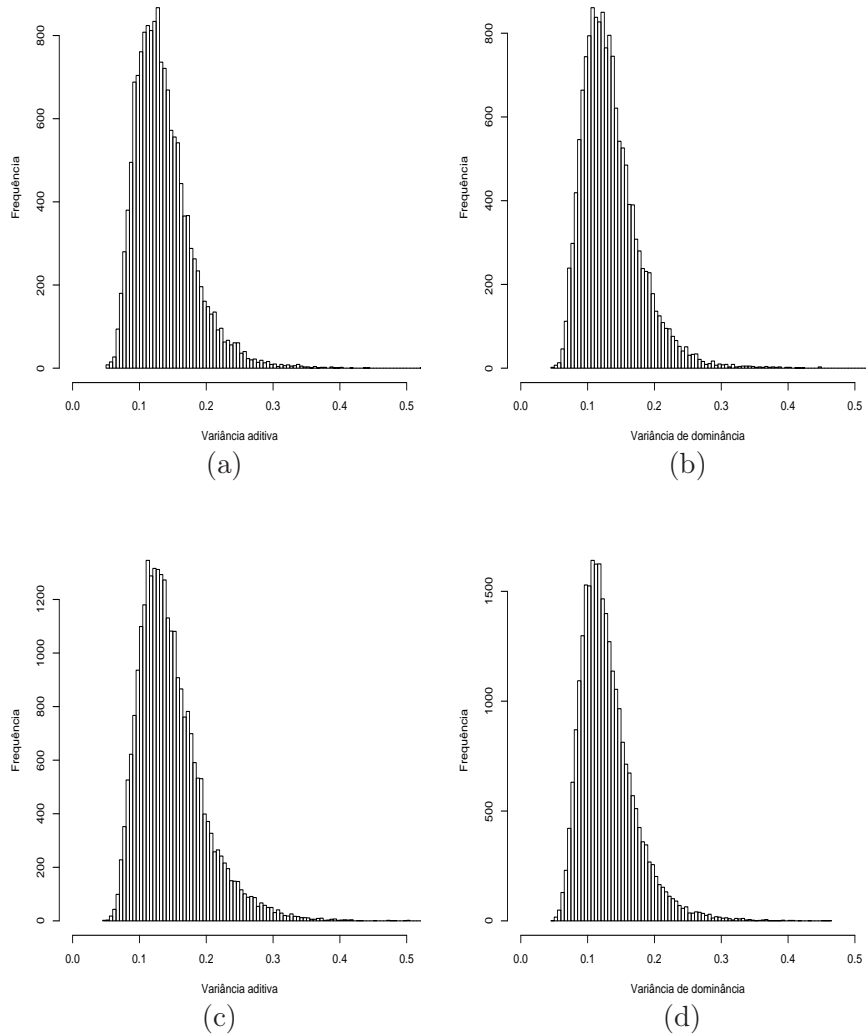 Frequência
0 200 400 600 800
0.0 0.1 0.2 0.3 0.4 0.5
Variância aditiva
(a)
Frequência
0 200 400 600 800
0.0 0.1 0.2 0.3 0.4 0.5
Variância de dominância
(b)
Frequência
0 200 400 600 800 1000 1200
0.0 0.1 0.2 0.3 0.4 0.5
Variância aditiva
(c)
Frequência
0 500 1000 1500
0.0 0.1 0.2 0.3 0.4 0.5
Variância de dominância
(d)